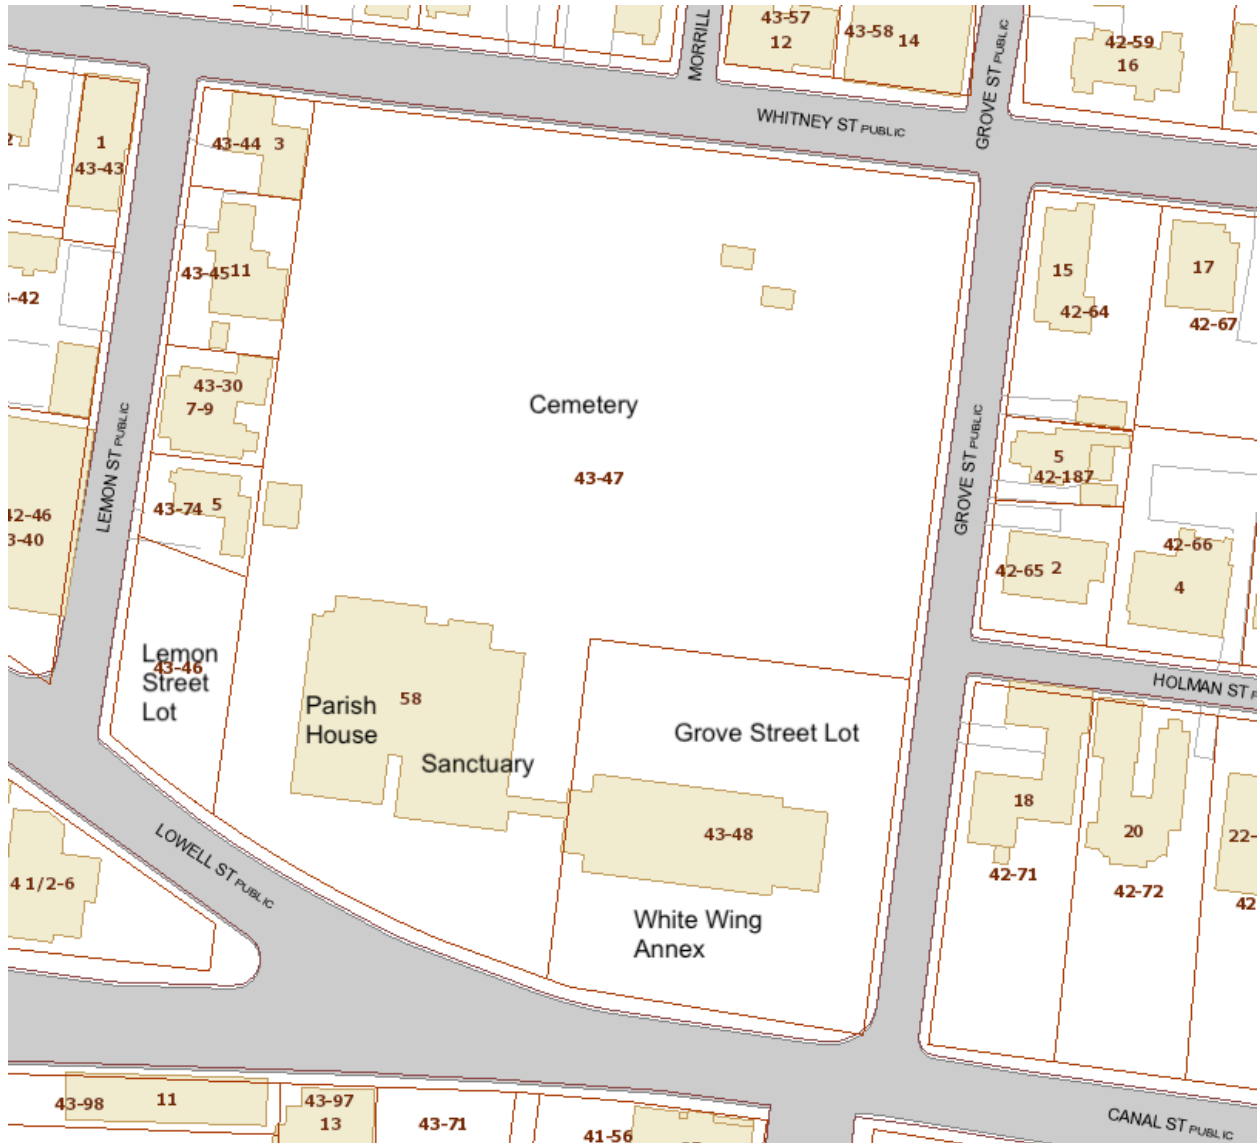 43-57
12
43-58
14
MORRILL
GROVE ST PUBLIC
42-59
16
WHITNEY ST PUBLIC
1
43-43
43-44 3
43-45 11
-42
15
42-64
17
42-67
43-30
7-9
Cemetery
43-47
LEMON ST PUBLIC
GROVE ST PUBLIC
5
42-187
43-74 5
42-46
3-40
42-65 2
42-66
4
Lemon
43-46
Street
Lot
HOLMAN ST P
Parish
House
58
Sanctuary
Grove Street Lot
43-48
18
20
22-
42-71
42-72
42
LOWELL ST PUBLIC
4 1/2-6
White Wing
Annex
43-98
11
43-97
13
43-71
41-56
CANAL ST PUBLIC